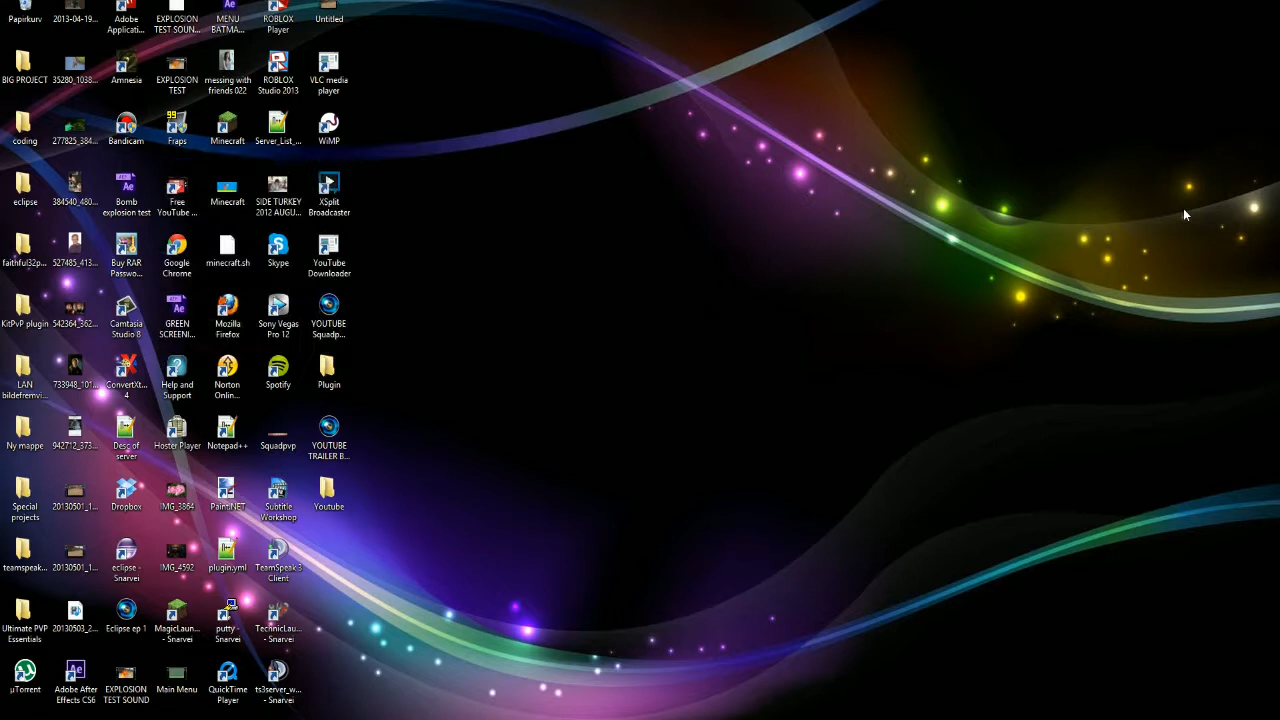 Papirkurv
2013-04-19...
Adobe
Applicati...
EXPLOSION
TEST SOUN...
MENU
BATMA...
ROBLOX
Player
Untitled
BIG PROJECT
35280_1038...
Amnesia
EXPLOSION
TEST
messing with
friends 022
ROBLOX
Studio 2013
VLC media
player
coding
277825_384...
Bandicam
99
Fraps
Minecraft
Server_List_...
WiMP
eclipse
384540_480...
Ae
Bomb
explosion test
Free
YouTube ...
Minecraft
SIDE TURKEY
2012 AUGU...
XSplit
Broadcaster
faithful32p...
527485_413...
Buy RAR
Passwo...
Google
Chrome
minecraft.sh
Skype
YouTube
Downloader
KitPvP plugin
542364_362...
Camtasia
Studio 8
Ae
GREEN
SCREENI...
Mozilla
Firefox
Sony Vegas
Pro 12
YOUTUBE
Squadp...
LAN
bildefremvi...
733948_101...
ConvertXt...
4
Help and
Support
Norton
Onlin...
Spotify
Plugin
Ny mappe
942712_373...
Desc of
server
Hoster Player
Notepad++
Squadpvp
YOUTUBE
TRAILER B...
Special
projects
20130501_1...
Dropbox
IMG_3864
Paint.NET
Subtitle
Workshop
Youtube
teamspeak...
20130501_1...
eclipse -
Snarvei
IMG_4592
plugin.yml
TeamSpeak 3
Client
Ultimate PVP
Essentials
20130503_2...
Eclipse ep 1
MagicLaun...
- Snarvei
putty -
Snarvei
TechnicLau...
- Snarvei
µTorrent
Ae
Adobe After
Effects CS6
EXPLOSION
TEST SOUND
Main Menu
QuickTime
Player
ts3server_w...
- Snarvei